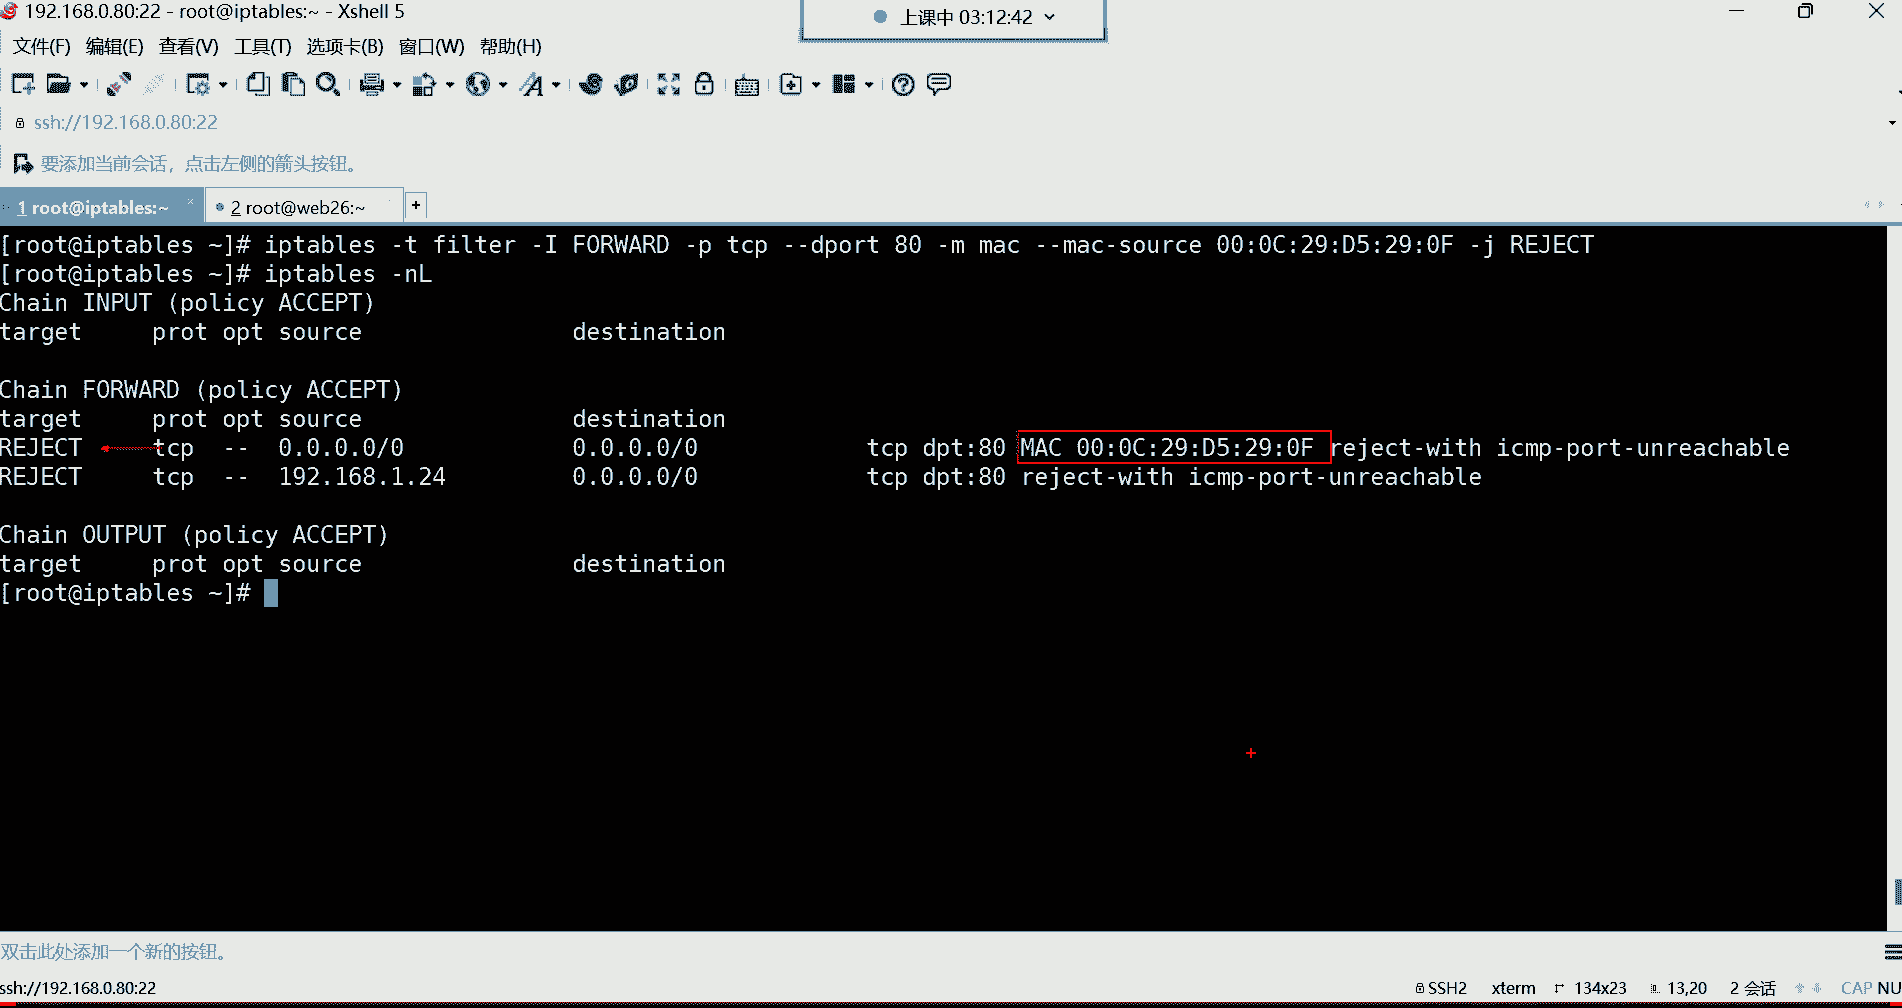 192.168.0.80:22 - root@iptables:~ - Xshell 5
上课中 03:12:42
文件(F) 编辑(E) 查看(V) 工具(T) 选项卡(B) 窗口(W) 帮助(H)
ssh://192.168.0.80:22
要添加当前会话，点击左侧的箭头按钮。
1 root@iptables:~ × 2 root@web26:~ +
[root@iptables ~]# iptables -t filter -I FORWARD -p tcp --dport 80 -m mac --mac-source 00:0C:29:D5:29:0F -j REJECT
[root@iptables ~]# iptables -nL
Chain INPUT (policy ACCEPT)
target     prot opt source               destination
Chain FORWARD (policy ACCEPT)
target     prot opt source               destination
REJECT     tcp  --  0.0.0.0/0            0.0.0.0/0            tcp dpt:80 MAC 00:0C:29:D5:29:0F reject-with icmp-port-unreachable
REJECT     tcp  --  192.168.1.24         0.0.0.0/0            tcp dpt:80 reject-with icmp-port-unreachable
Chain OUTPUT (policy ACCEPT)
target     prot opt source               destination
[root@iptables ~]#
双击此处添加一个新的按钮。
ssh://192.168.0.80:22 SSH2 xterm 134x23 13,20 2 会话 CAP NU